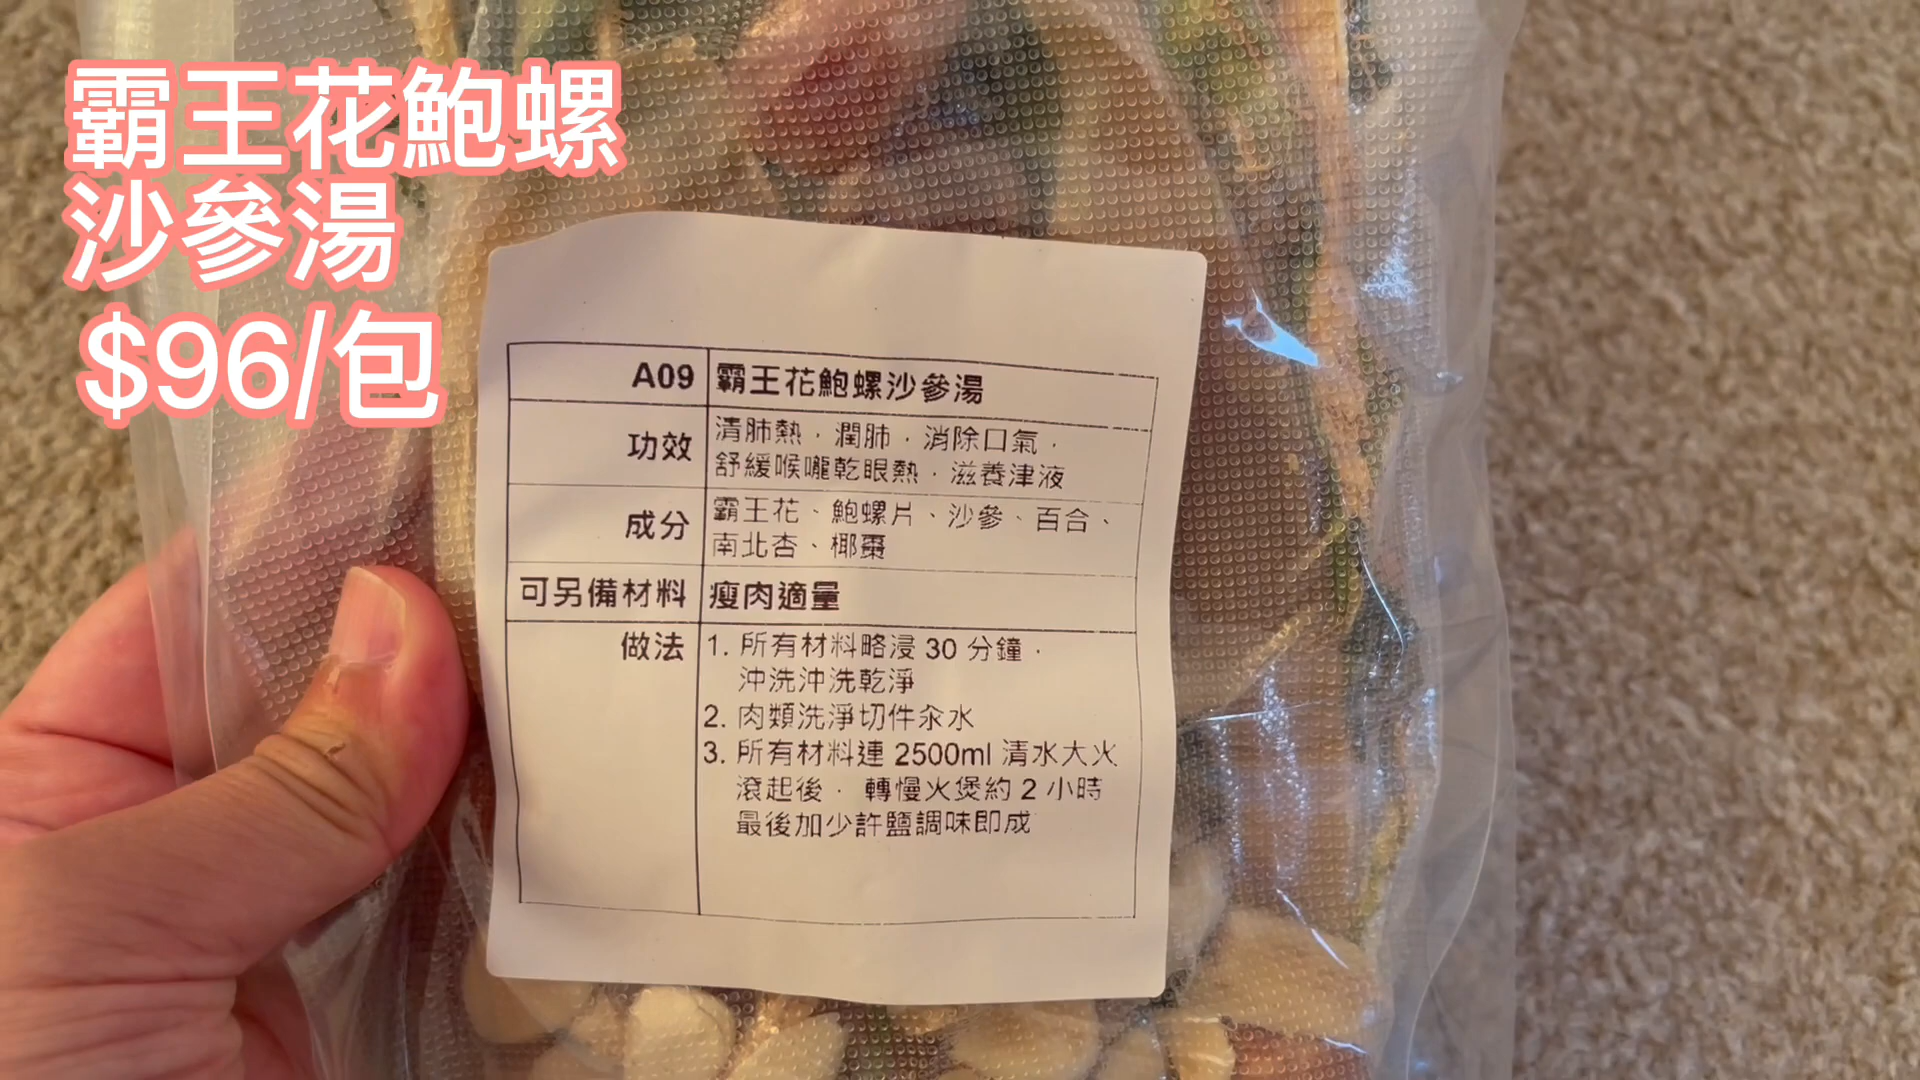 霸王花鮑螺
沙參湯
$96/包
A09 霸王花鮑螺沙參湯
功效 清肺熱，潤肺，消除口氣，
舒緩喉嚨乾眼熱，滋養津液
成分 霸王花、鮑螺片、沙參、百合、
南北杏、椰棗
可另備材料 瘦肉適量
做法 1. 所有材料略浸 30 分鐘，
沖洗沖洗乾淨
2. 肉類洗淨切件汆水
3. 所有材料連 2500ml 清水大火
滾起後， 轉慢火煲約 2 小時
最後加少許鹽調味即成